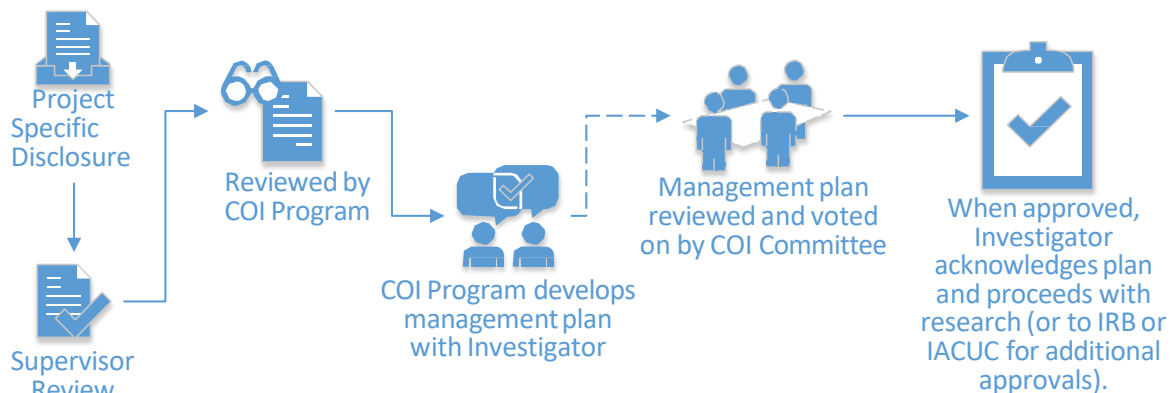 Project
Specific
Disclosure
Supervisor
Review
Reviewed by
COI Program
COI Program develops
management plan
with Investigator
Management plan
reviewed and voted
on by COI Committee
When approved,
Investigator
acknowledges plan
and proceeds with
research (or to IRB or
IACUC for additional
approvals).